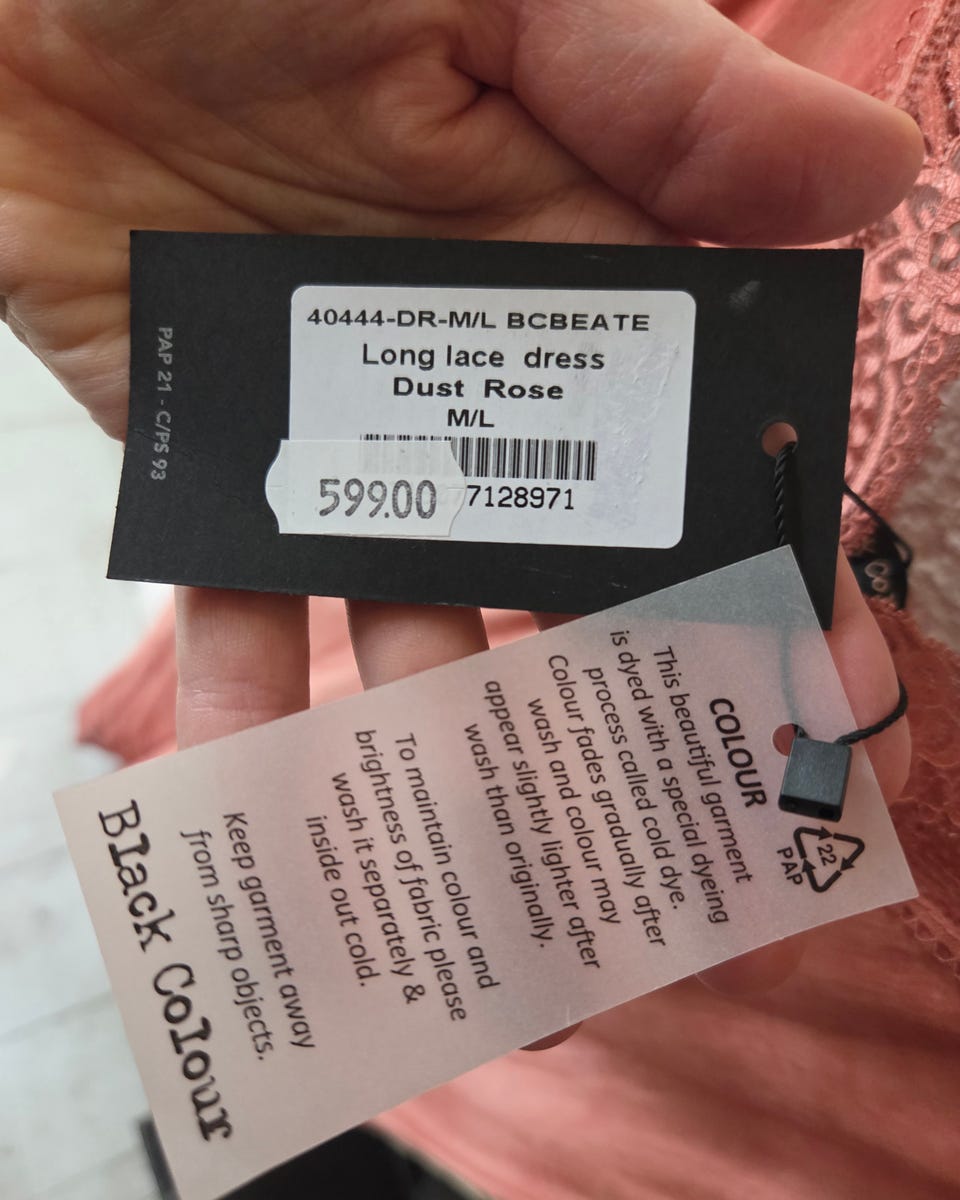 40444-DR-M/L BCBEATE
Long lace dress
Dust Rose
M/L
599.00
7128971
PAP 21 - C/PS 93
22
PAP
COLOUR
This beautiful garment
is dyed with a special dyeing
process called cold dye.
Colour fades gradually after
wash and colour may
appear slightly lighter after
wash than originally.
To maintain colour and
brightness of fabric please
wash it separately &
inside out cold.
Keep garment away
from sharp objects.
Black Colour